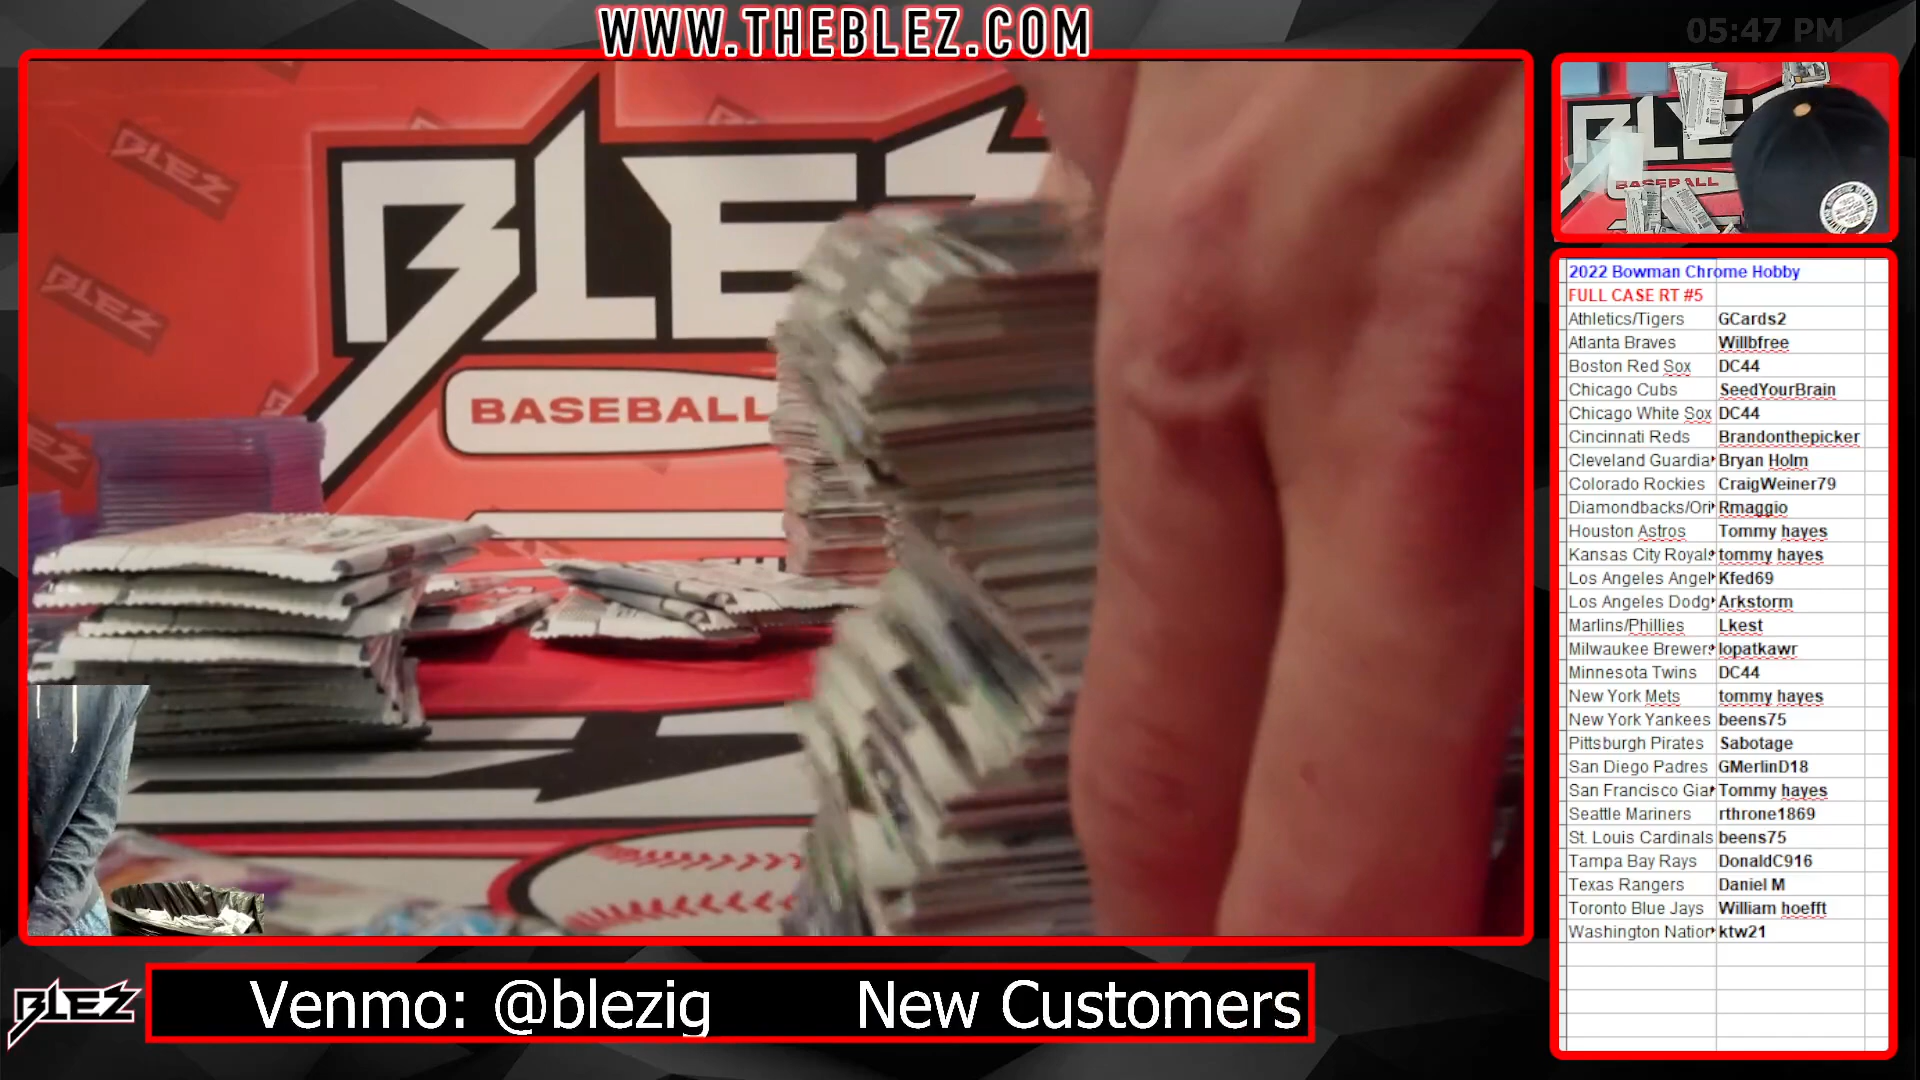 WWW.THEBLEZ.COM
05:47 PM
BLEZ
BLEZ
BLEZ
BASEBALL
BASEBALL
2022 Bowman Chrome Hobby
FULL CASE RT #5
Athletics/Tigers GCards2
Atlanta Braves Willbfree
Boston Red Sox DC44
Chicago Cubs SeedYourBrain
Chicago White Sox DC44
Cincinnati Reds Brandonthepicker
Cleveland Guardia Bryan Holm
Colorado Rockies CraigWeiner79
Diamondbacks/Ori Rmaggio
Houston Astros Tommy hayes
Kansas City Royals tommy hayes
Los Angeles Angel Kfed69
Los Angeles Dodg Arkstorm
Marlins/Phillies Lkest
Milwaukee Brewers lopatkawr
Minnesota Twins DC44
New York Mets tommy hayes
New York Yankees beens75
Pittsburgh Pirates Sabotage
San Diego Padres GMerlinD18
San Francisco Gia Tommy hayes
Seattle Mariners rthrone1869
St. Louis Cardinals beens75
Tampa Bay Rays DonaldC916
Texas Rangers Daniel M
Toronto Blue Jays William hoefft
Washington Nation ktw21
BLEZ
Venmo: @blezig New Customers